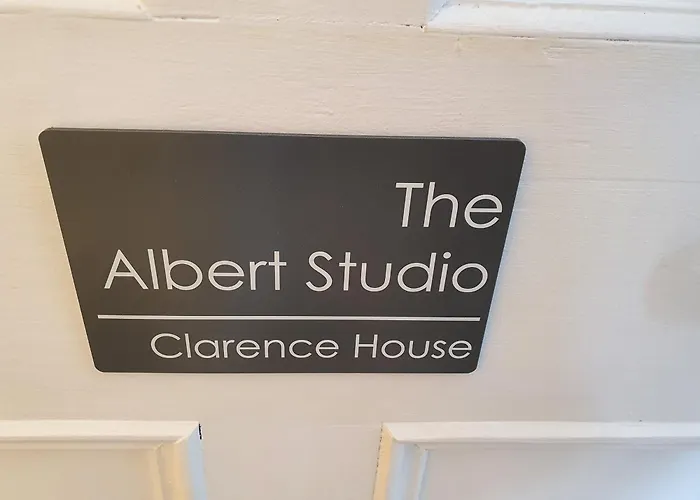 The
Albert Studio
Clarence House